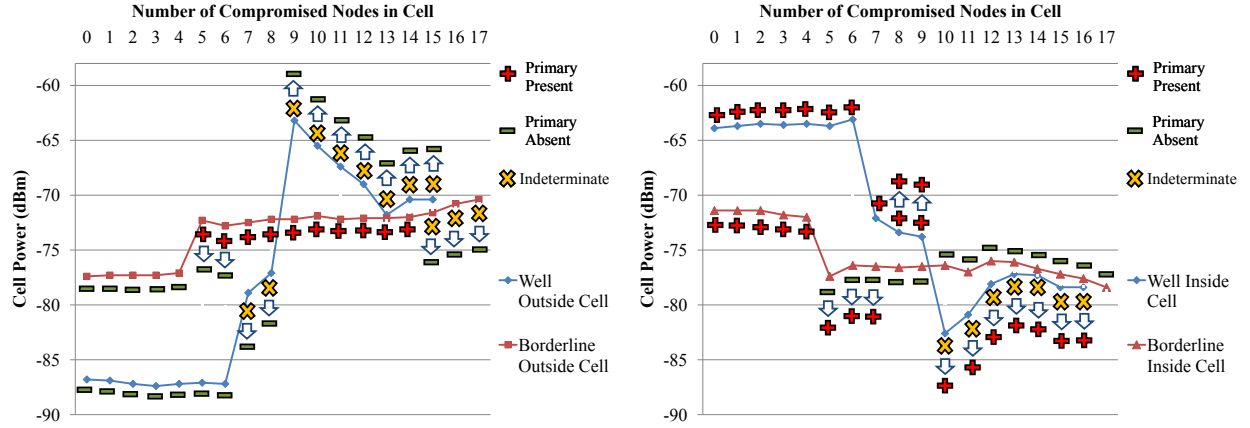 Number of Compromised Nodes in Cell
0 1 2 3 4 5 6 7 8 9 10 11 12 13 14 15 16 17
Cell Power (dBm)
-60
-65
-70
-75
-80
-85
-90
Primary
Present
Primary
Absent
Indeterminate
Well
Outside Cell
Borderline
Outside Cell
Number of Compromised Nodes in Cell
0 1 2 3 4 5 6 7 8 9 10 11 12 13 14 15 16 17
Cell Power (dBm)
-60
-65
-70
-75
-80
-85
-90
Primary
Present
Primary
Absent
Indeterminate
Well Inside
Cell
Borderline
Inside Cell